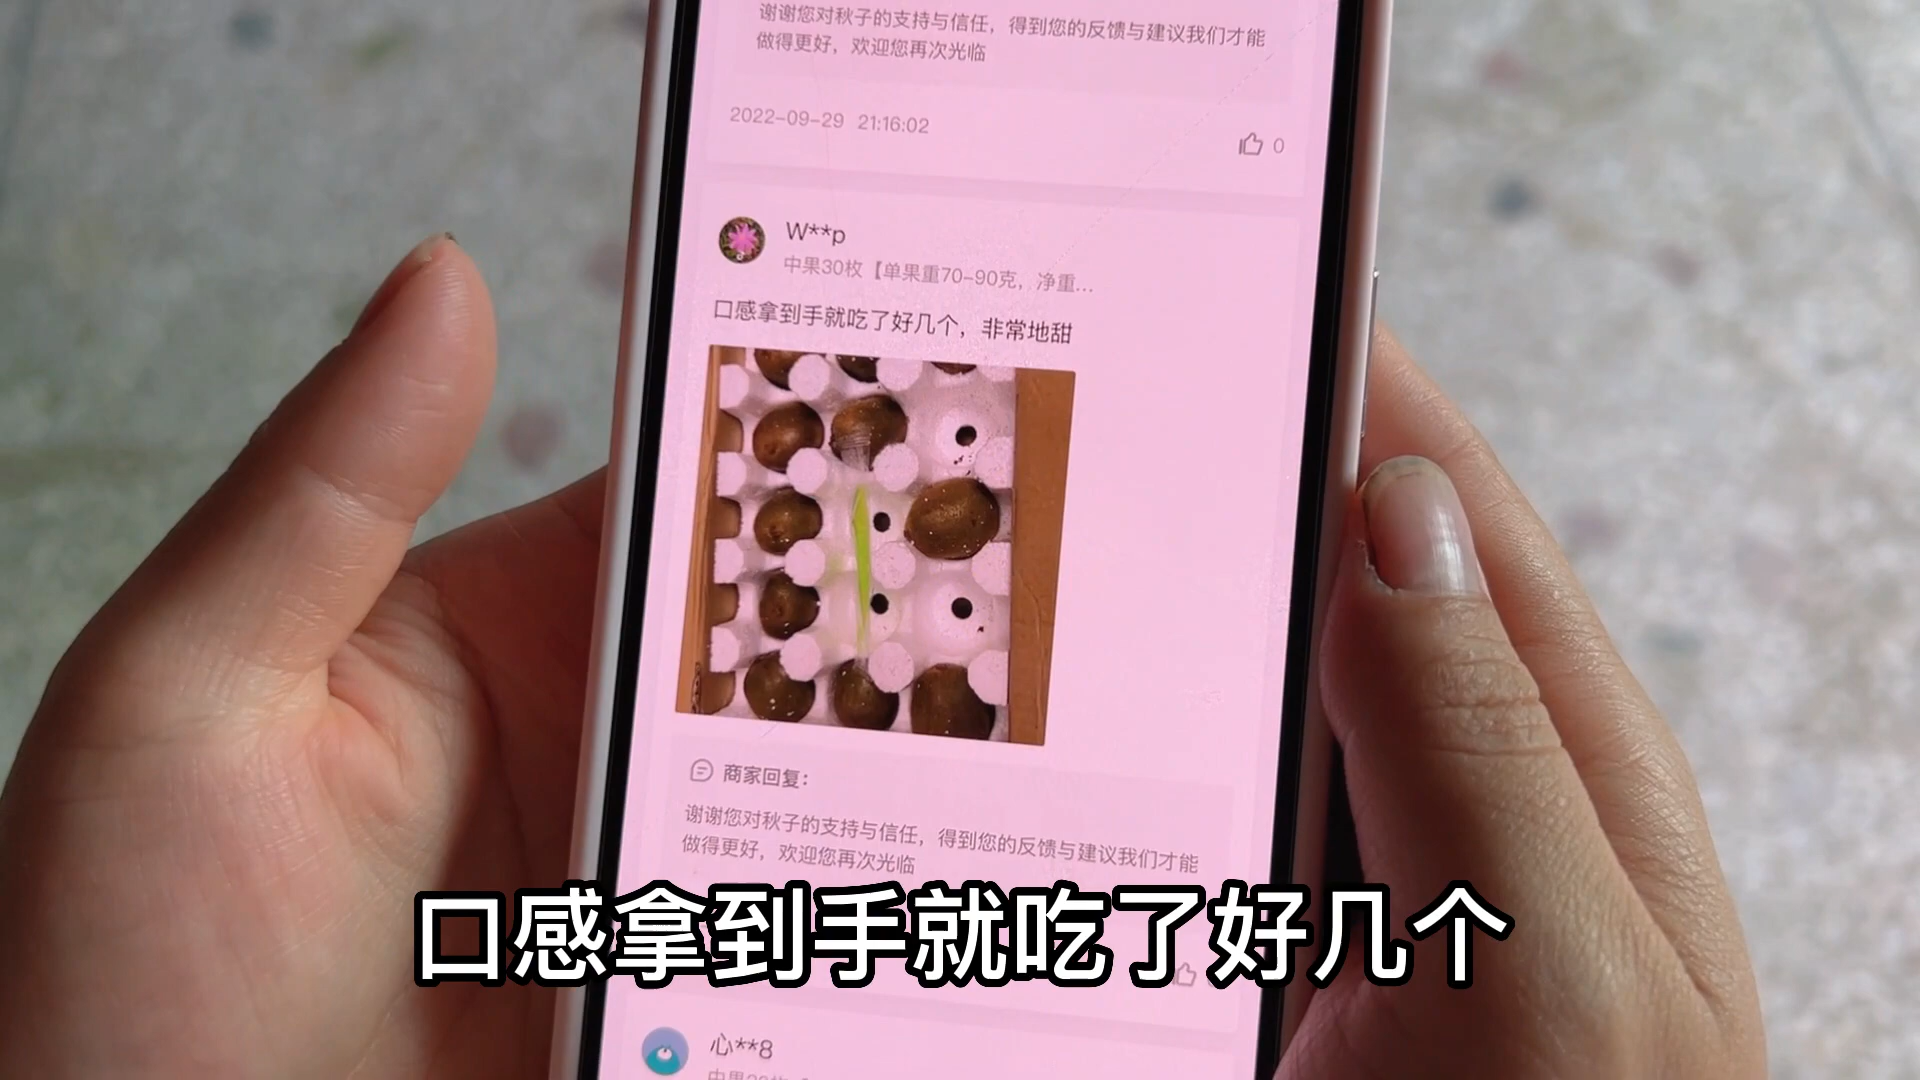 谢谢您对秋子的支持与信任，得到您的反馈与建议我们才能
做得更好，欢迎您再次光临
2022-09-29 21:16:02
0
W**p
中果30枚【单果重70-90克，净重...
口感拿到手就吃了好几个，非常地甜
商家回复：
谢谢您对秋子的支持与信任，得到您的反馈与建议我们才能
做得更好，欢迎您再次光临
口感拿到手就吃了好几个
心**8